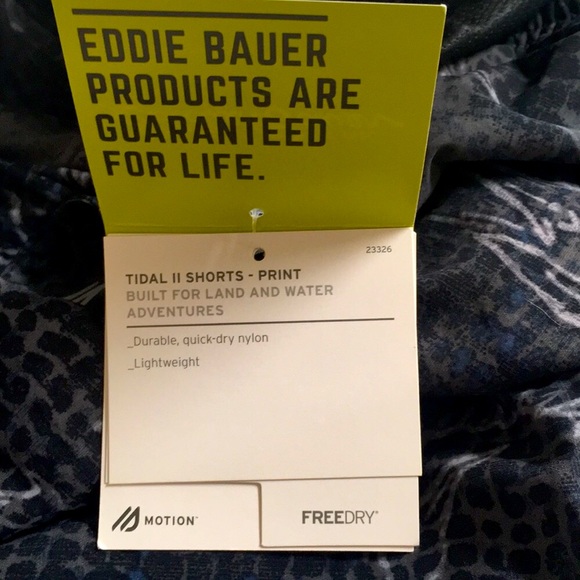 EDDIE BAUER
PRODUCTS ARE
GUARANTEED
FOR LIFE.
23326
TIDAL II SHORTS - PRINT
BUILT FOR LAND AND WATER
ADVENTURES
_Durable, quick-dry nylon
_Lightweight
MOTION™
FREEDRY®